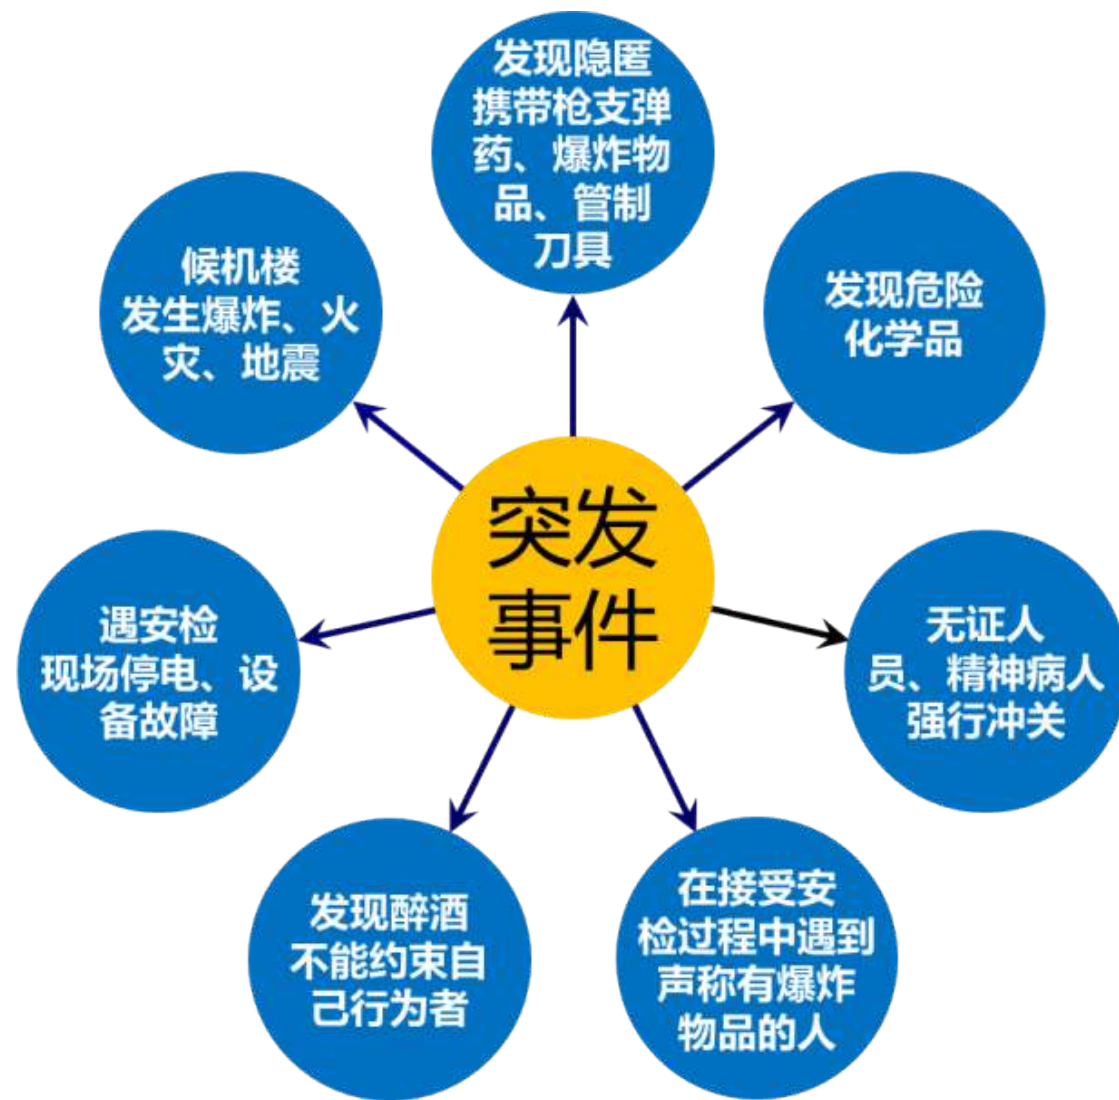 发现隐匿
携带枪支弹
药、爆炸物
品、管制
刀具
发现危险
化学品
无证人
员、精神病人
强行冲关
在接受安
检过程中遇到
声称有爆炸
物品的人
发现醉酒
不能约束自
己行为者
遇安检
现场停电、设
备故障
候机楼
发生爆炸、火
灾、地震
突发
事件